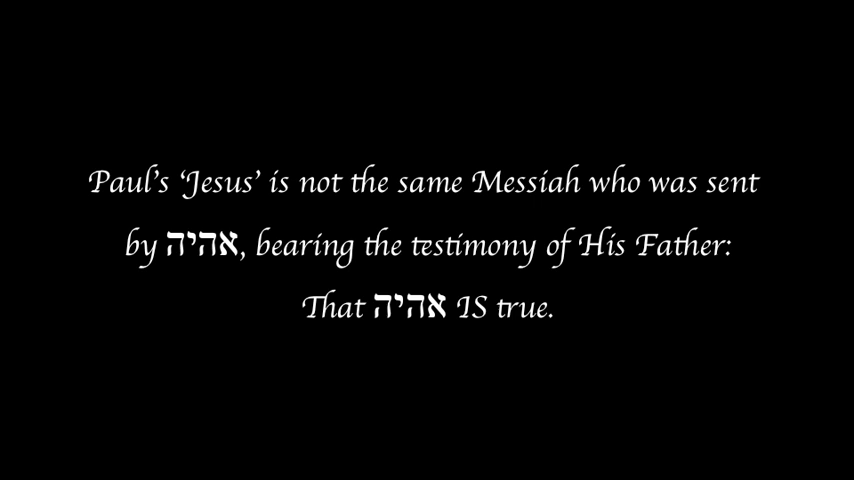 Paul's ‘Jesus’ is not the same Messiah who was sent
by אהיה, bearing the testimony of His Father:
That אהיה IS true.